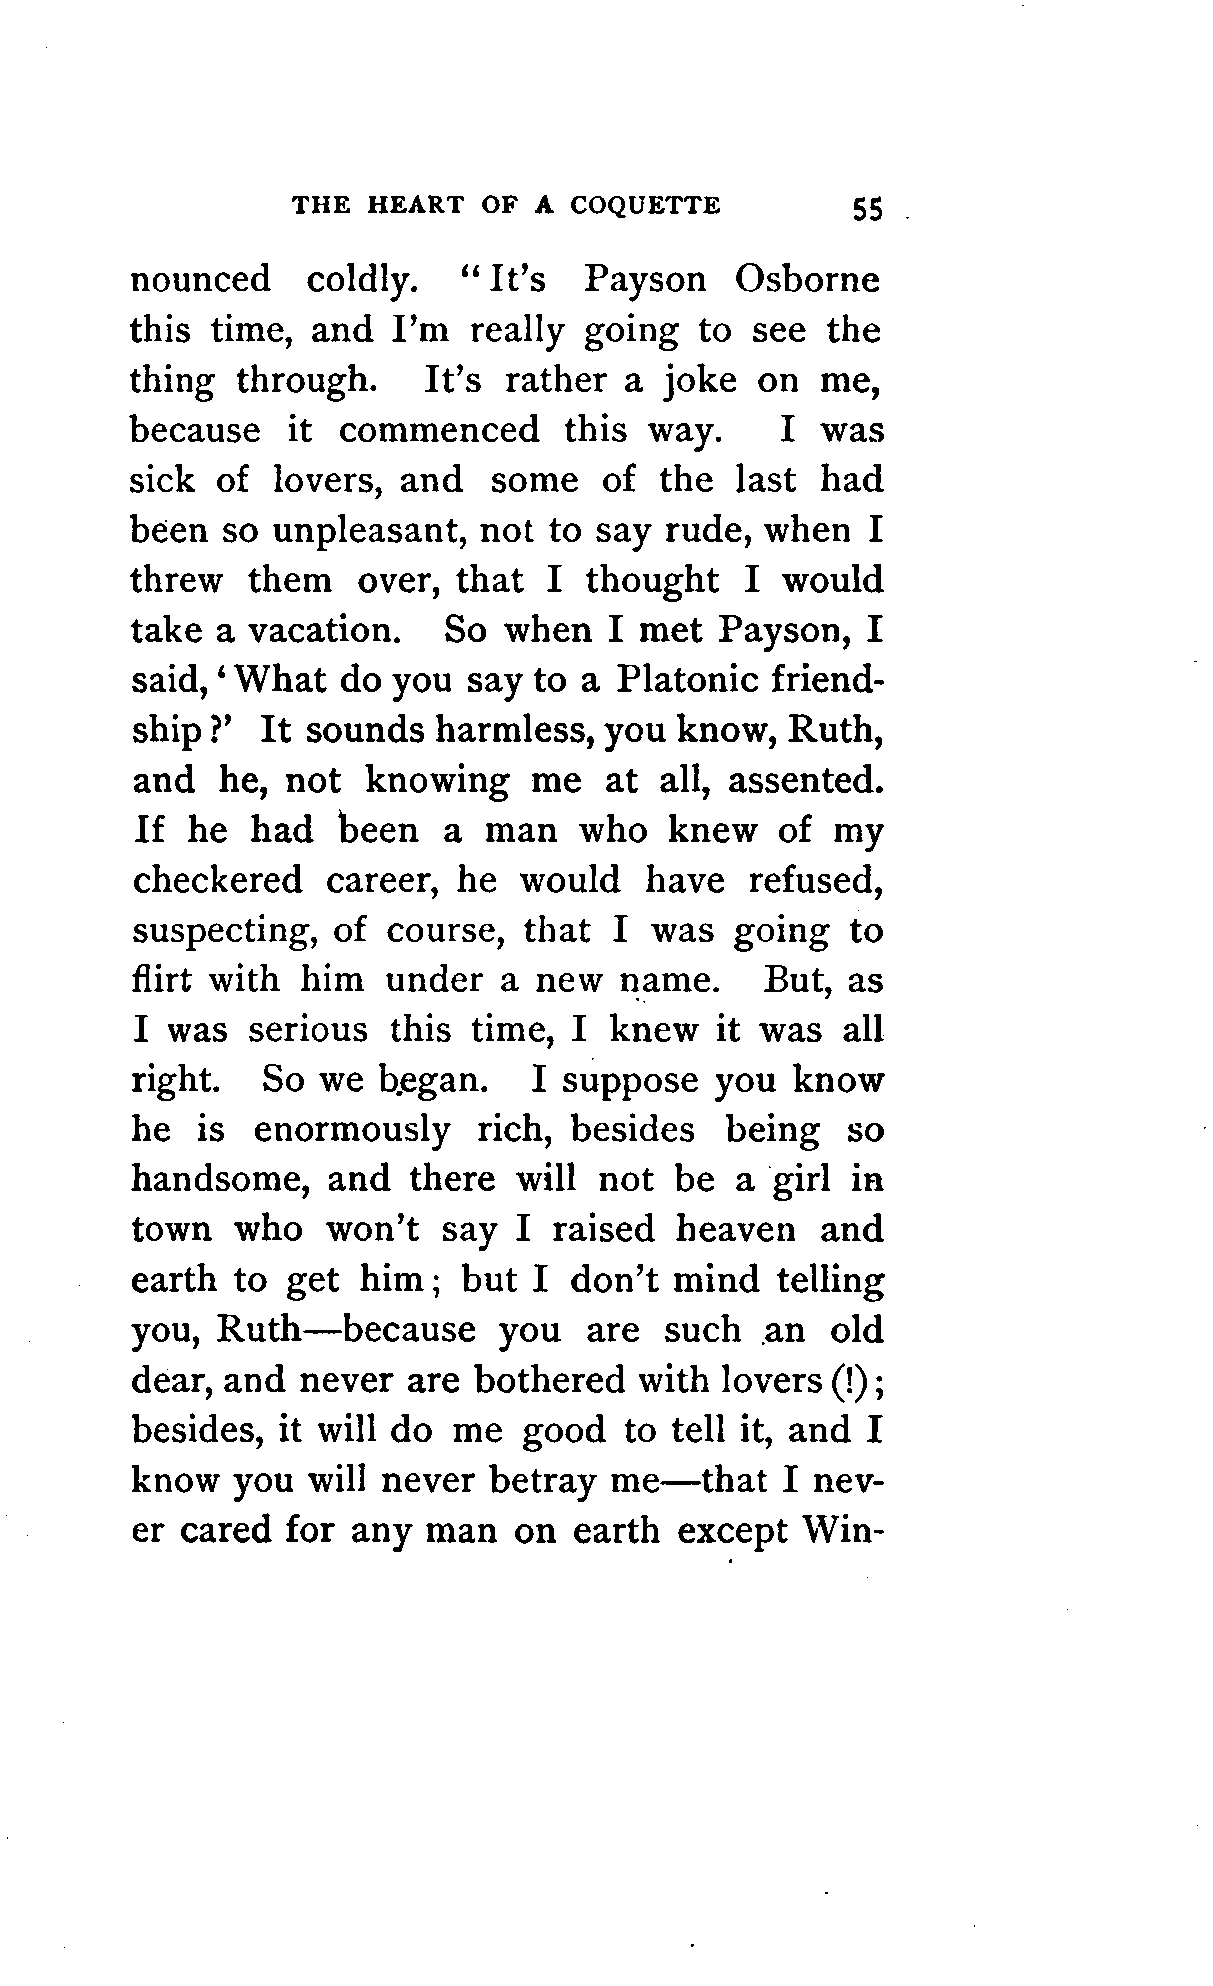 THE HEART OF A COQUETTE 55
nounced coldly. "It's Payson Osborne
this time, and I'm really going to see the
thing through. It's rather a joke on me,
because it commenced this way. I was
sick of lovers, and some of the last had
been so unpleasant, not to say rude, when I
threw them over, that I thought I would
take a vacation. So when I met Payson, I
said, 'What do you say to a Platonic friend-
ship?' It sounds harmless, you know, Ruth,
and he, not knowing me at all, assented.
If he had been a man who knew of my
checkered career, he would have refused,
suspecting, of course, that I was going to
flirt with him under a new name. But, as
I was serious this time, I knew it was all
right. So we began. I suppose you know
he is enormously rich, besides being so
handsome, and there will not be a girl in
town who won't say I raised heaven and
earth to get him; but I don't mind telling
you, Ruth—because you are such an old
dear, and never are bothered with lovers (!);
besides, it will do me good to tell it, and I
know you will never betray me—that I nev-
er cared for any man on earth except Win-